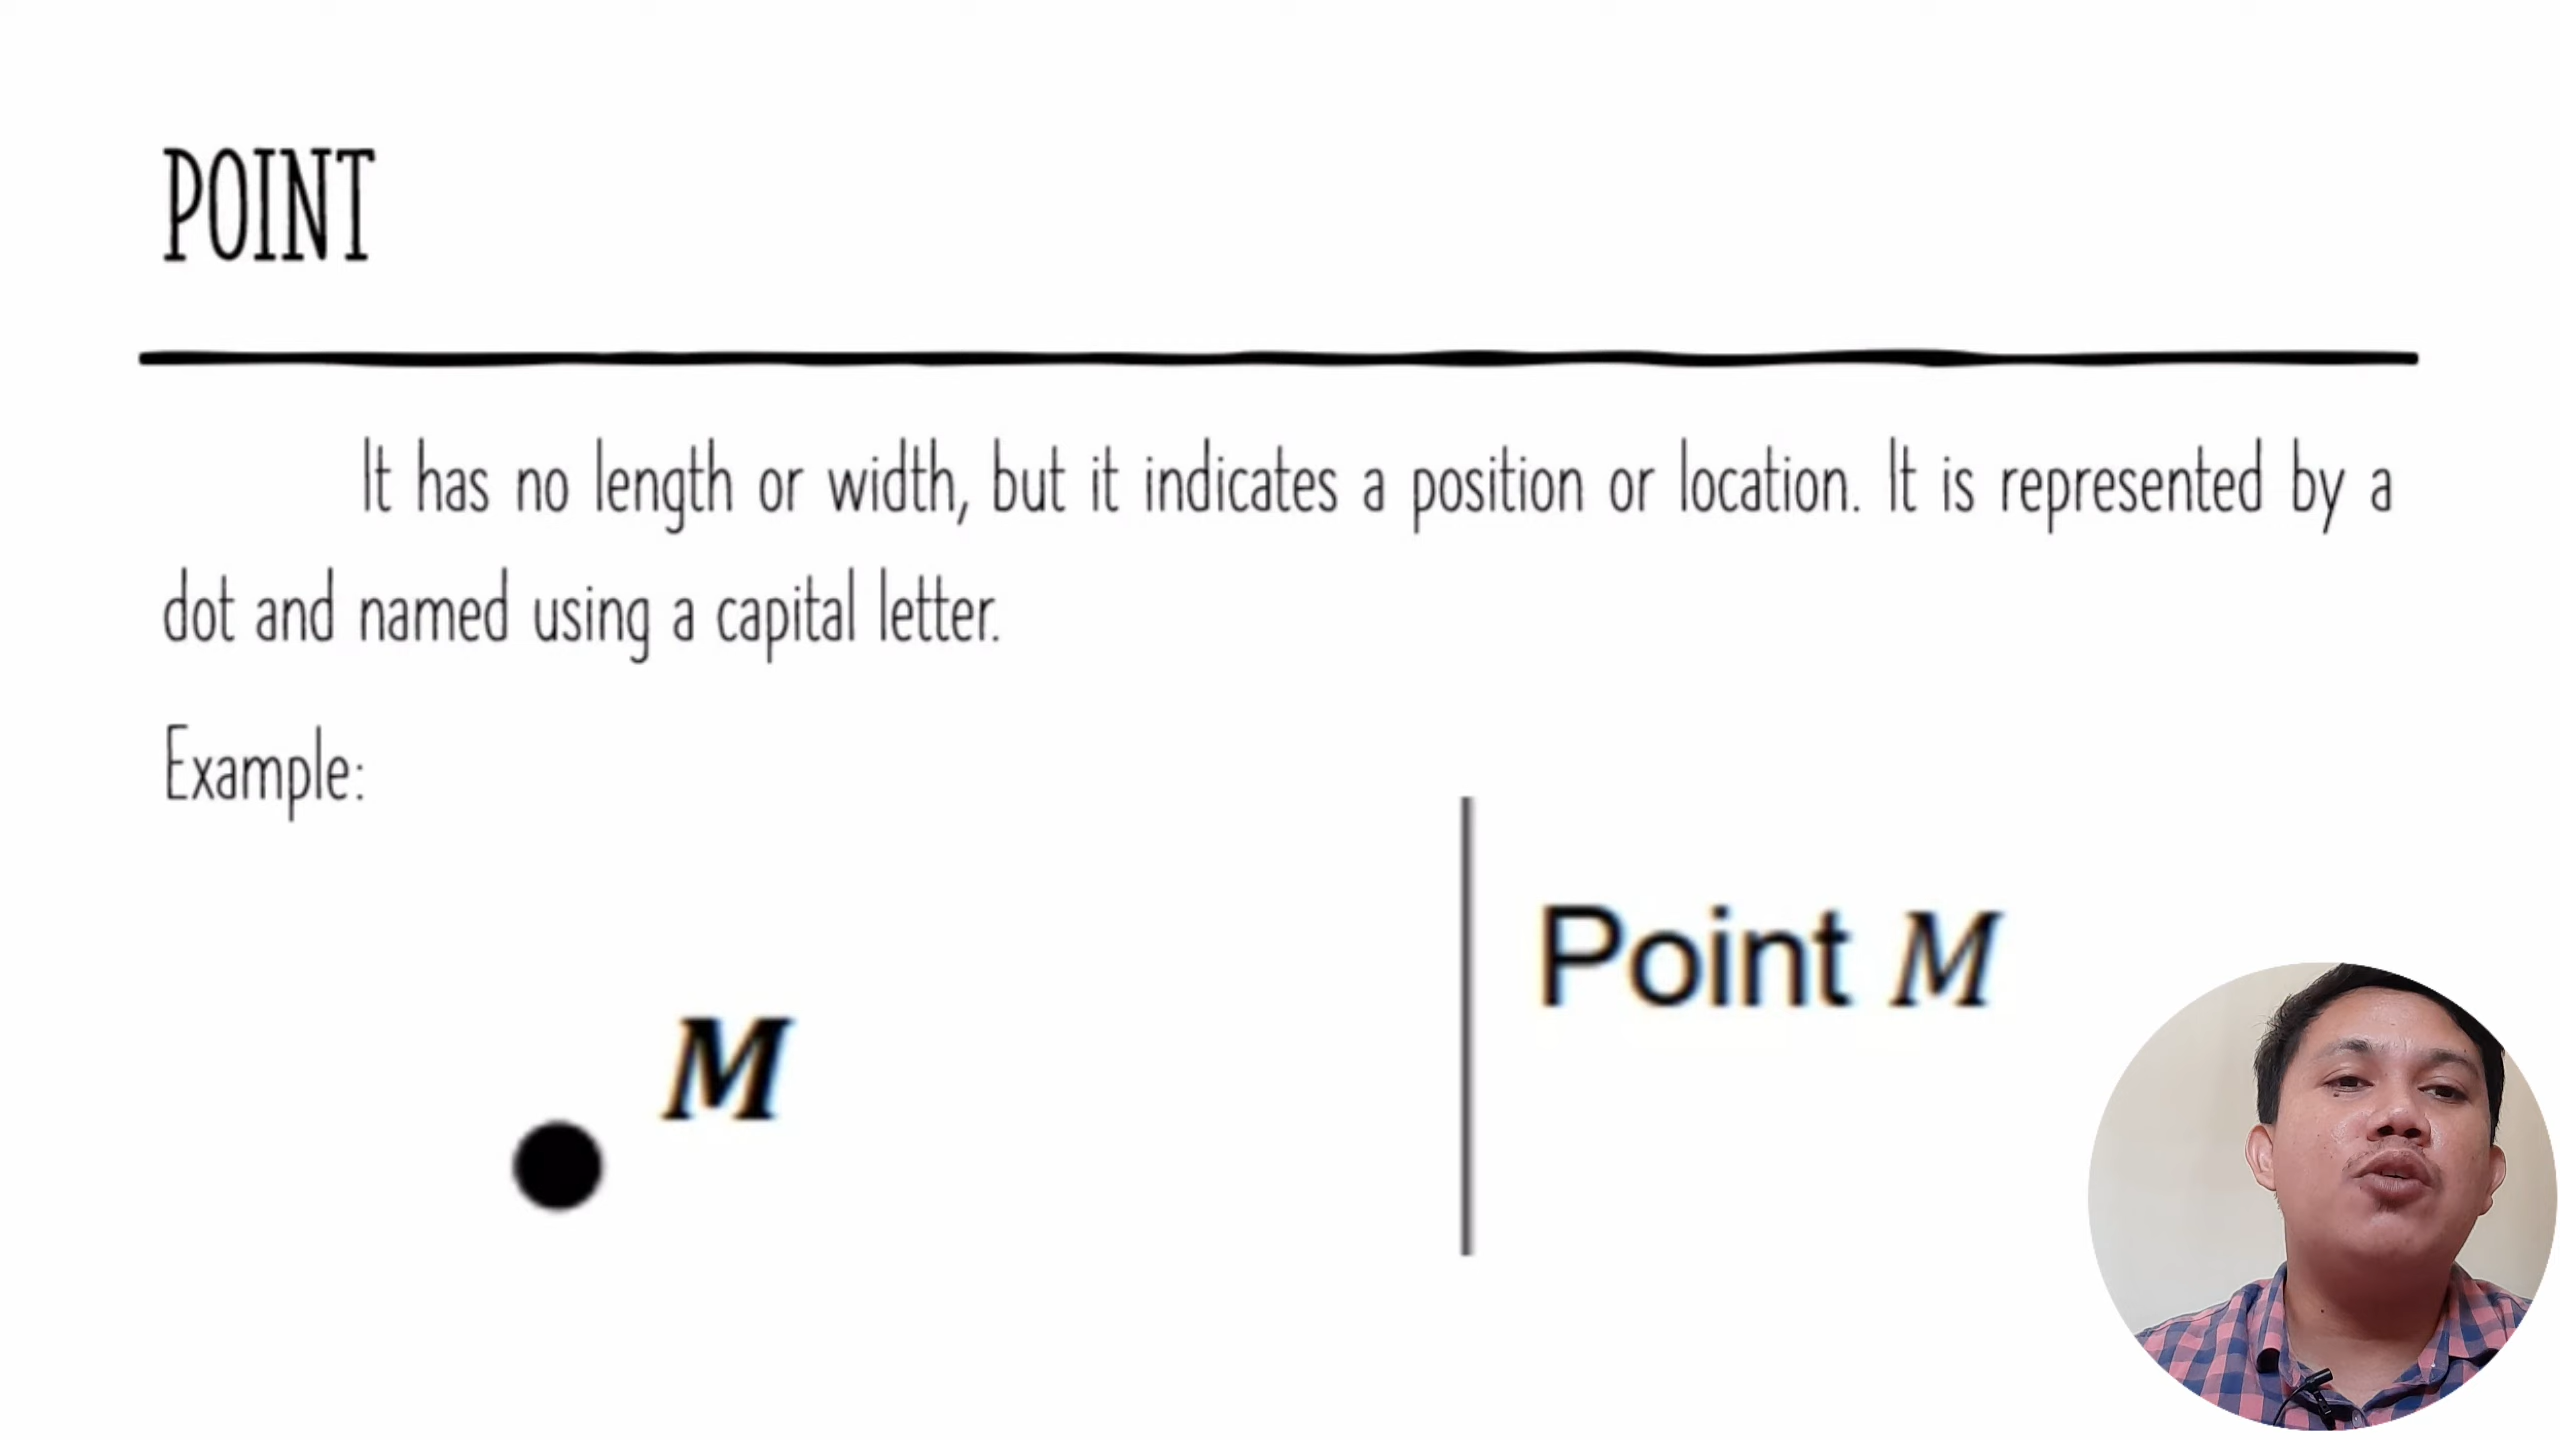 POINT
It has no length or width, but it indicates a position or location. It is represented by a
dot and named using a capital letter.
Example:
M
Point M